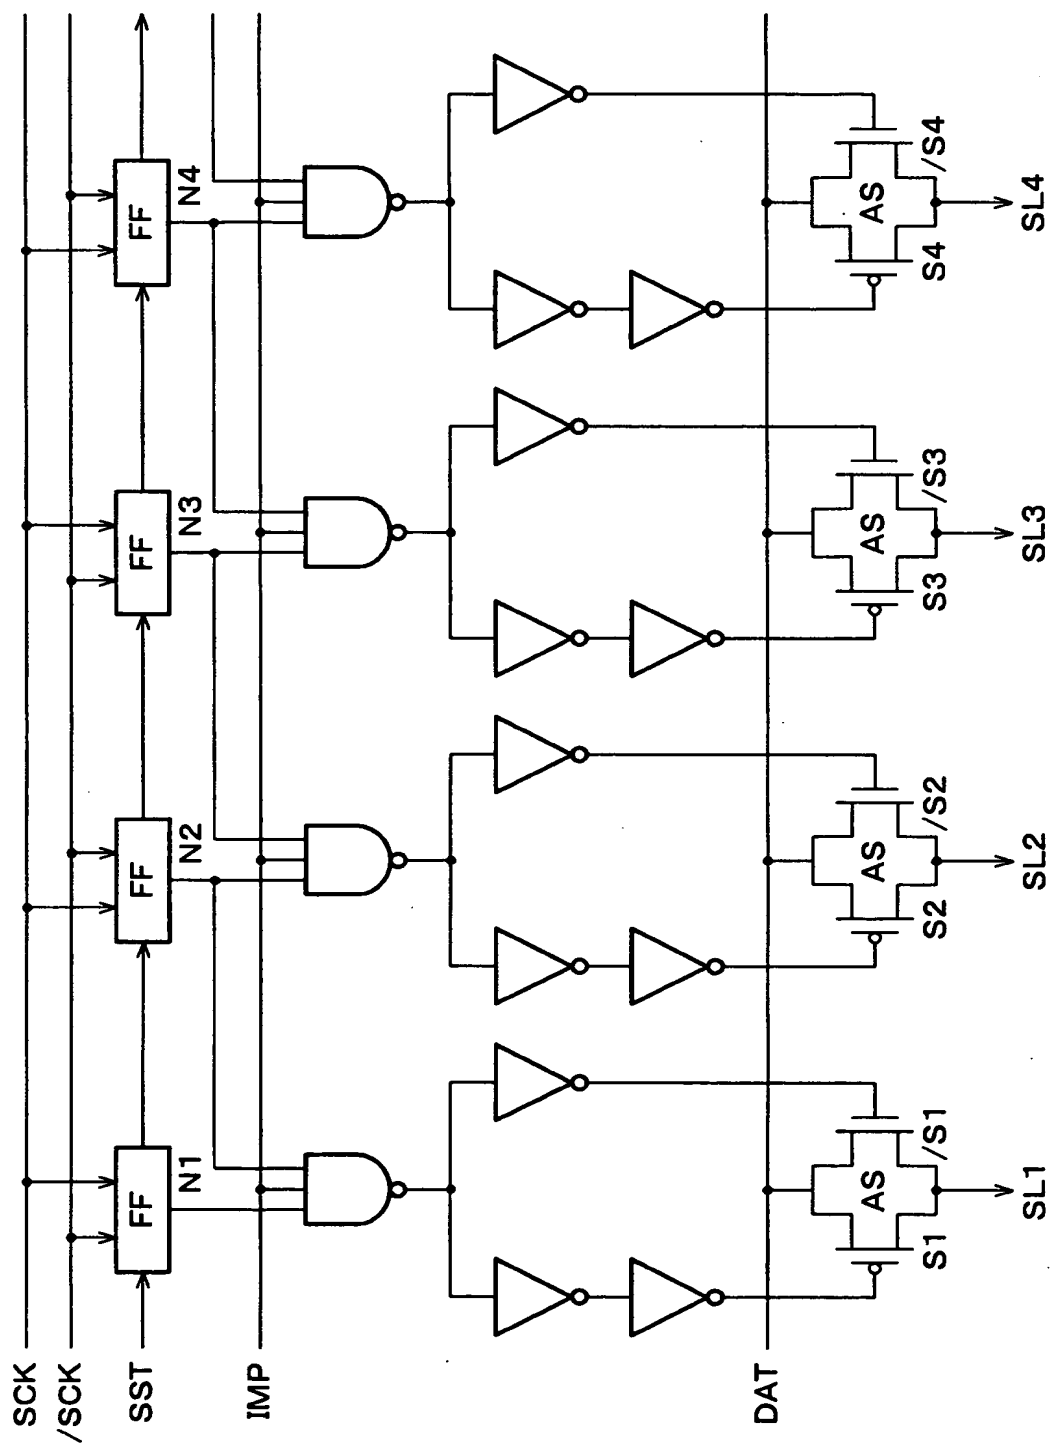 SCK
/SCK
SST
IMP
DAT
FF
FF
FF
FF
N1
N2
N3
N4
AS
AS
AS
AS
S1
/S1
S2
/S2
S3
/S3
S4
/S4
SL1
SL2
SL3
SL4